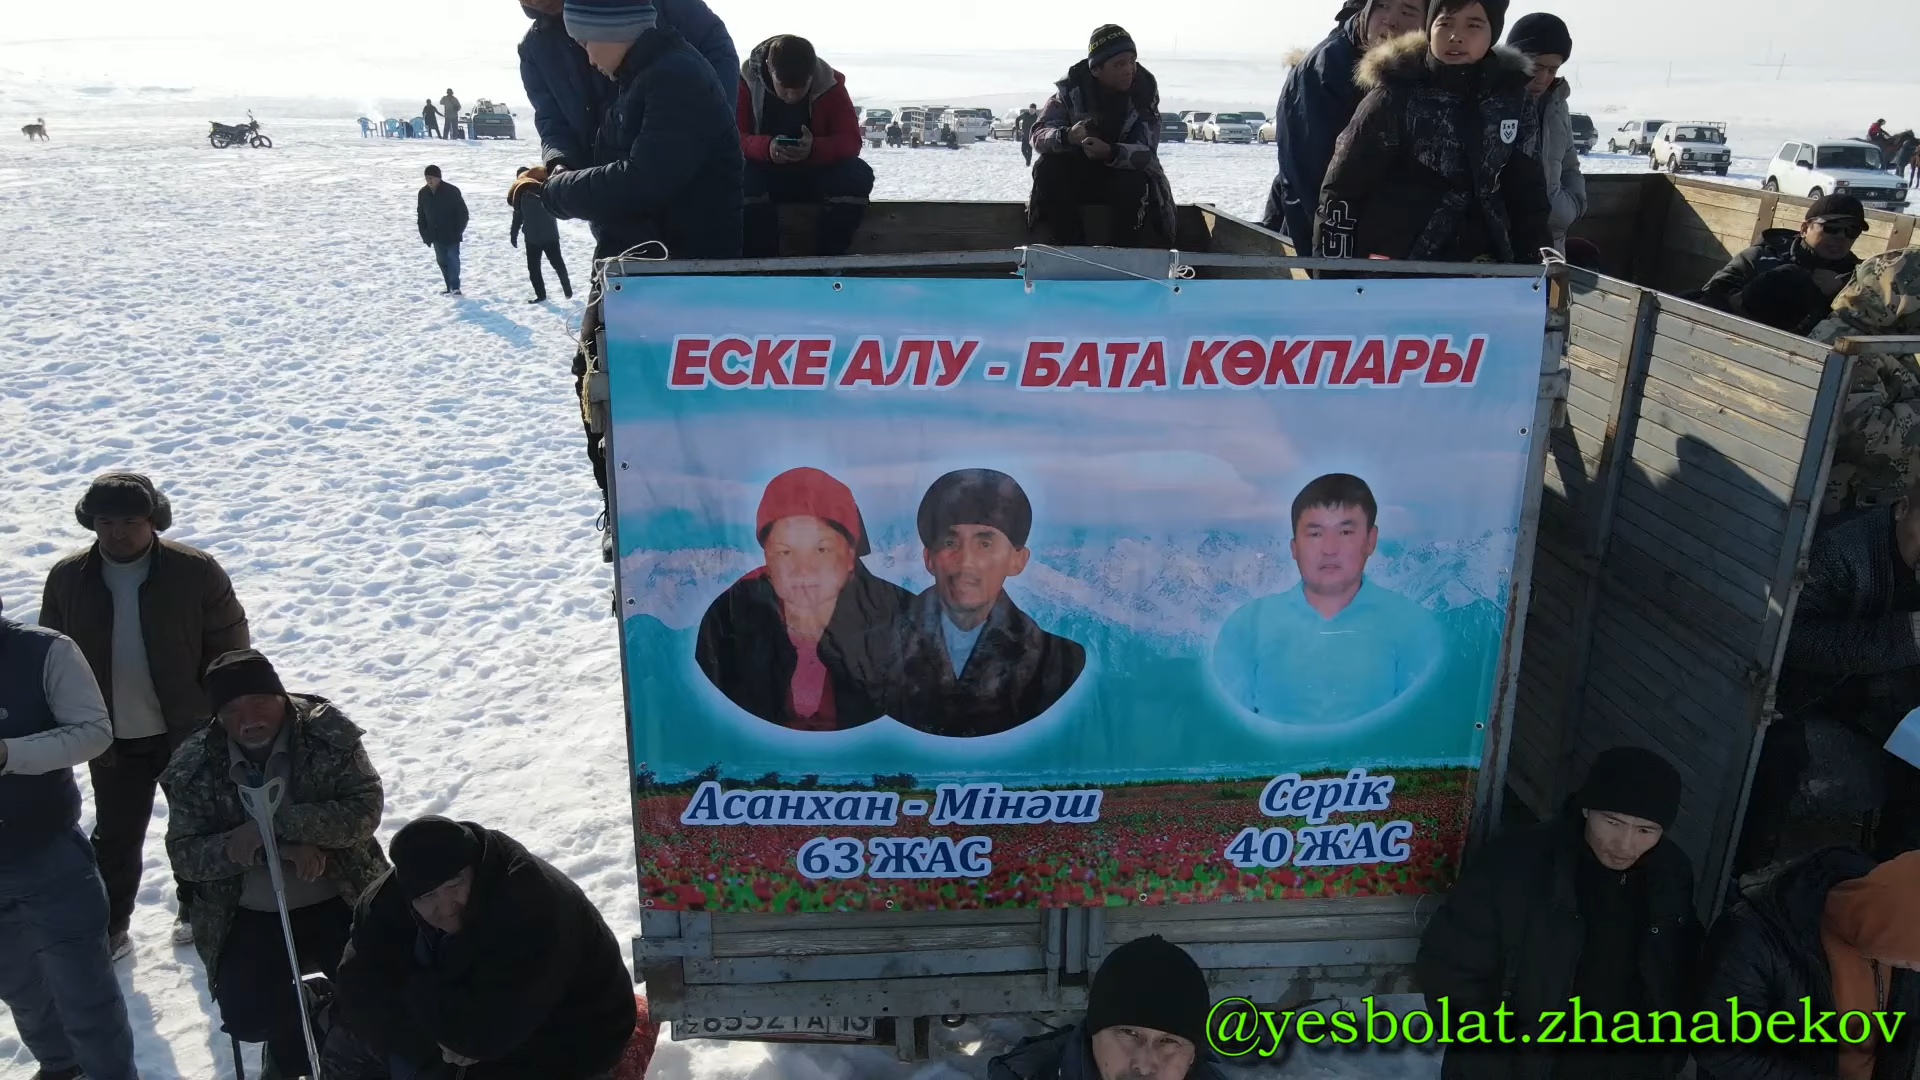 ЕСКЕ АЛУ - БАТА КӨКПАРЫ
Асанхан - Мінәш
63 ЖАС
Серік
40 ЖАС
@yesbolat.zhanabekov